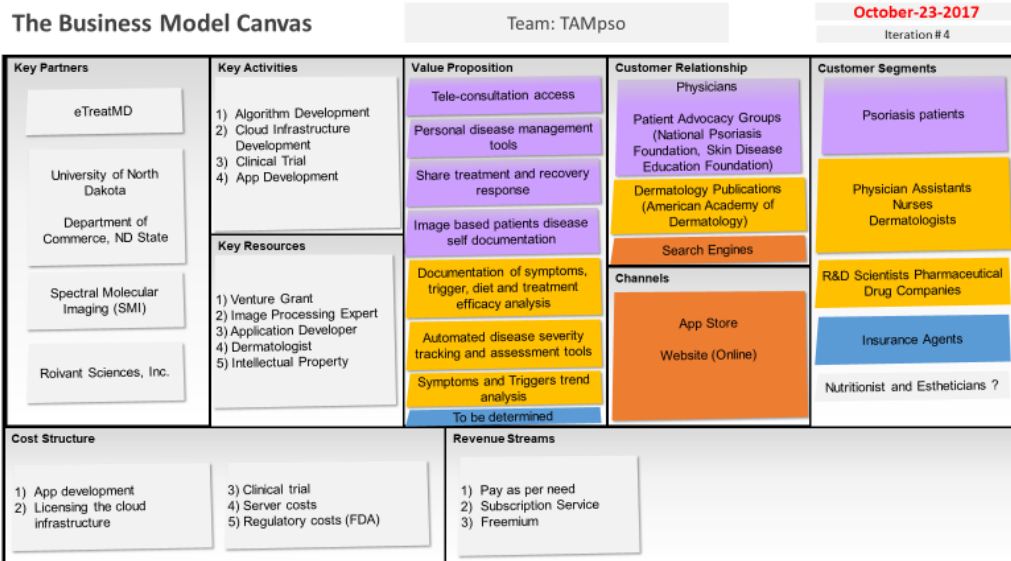 The Business Model Canvas
Team: TAMpso
October-23-2017
Iteration # 4
Key Partners
eTreatMD
University of North
Dakota
Department of
Commerce, ND State
Spectral Molecular
Imaging (SMI)
Roivant Sciences, Inc.
Key Activities
1) Algorithm Development
2) Cloud Infrastructure
Development
3) Clinical Trial
4) App Development
Key Resources
1) Venture Grant
2) Image Processing Expert
3) Application Developer
4) Dermatologist
5) Intellectual Property
Value Proposition
Tele-consultation access
Personal disease management
tools
Share treatment and recovery
response
Image based patients disease
self documentation
Documentation of symptoms,
trigger, diet and treatment
efficacy analysis
Automated disease severity
tracking and assessment tools
Symptoms and Triggers trend
analysis
To be determined
Customer Relationship
Physicians
Patient Advocacy Groups
(National Psoriasis
Foundation, Skin Disease
Education Foundation)
Dermatology Publications
(American Academy of
Dermatology)
Search Engines
Channels
App Store
Website (Online)
Customer Segments
Psoriasis patients
Physician Assistants
Nurses
Dermatologists
R&D Scientists Pharmaceutical
Drug Companies
Insurance Agents
Nutritionist and Estheticians ?
Cost Structure
1) App development
2) Licensing the cloud
infrastructure
3) Clinical trial
4) Server costs
5) Regulatory costs (FDA)
Revenue Streams
1) Pay as per need
2) Subscription Service
3) Freemium